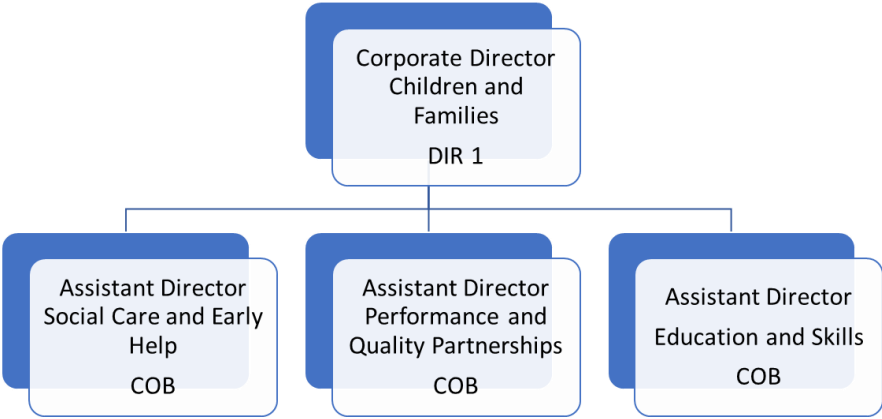 Corporate Director
Children and
Families
DIR 1
Assistant Director
Social Care and Early
Help
COB
Assistant Director
Performance and
Quality Partnerships
COB
Assistant Director
Education and Skills
COB